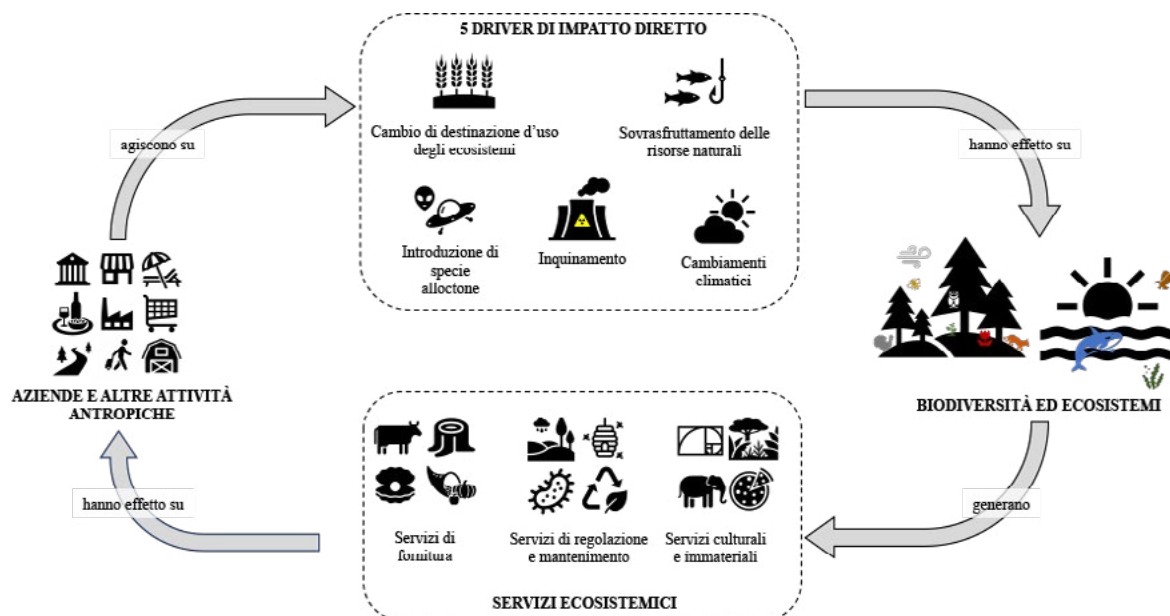 5 DRIVER DI IMPATTO DIRETTO
Cambio di destinazione d'uso
degli ecosistemi
Sovrasfruttamento delle
risorse naturali
Introduzione di
specie
alloctone
Inquinamento
Cambiamenti
climatici
agiscono su
hanno effetto su
AZIENDE E ALTRE ATTIVITÀ
ANTROPICHE
BIODIVERSITÀ ED ECOSISTEMI
hanno effetto su
generano
Servizi di
fornitura
Servizi di regolazione
e mantenimento
Servizi culturali
e immateriali
SERVIZI ECOSISTEMICI